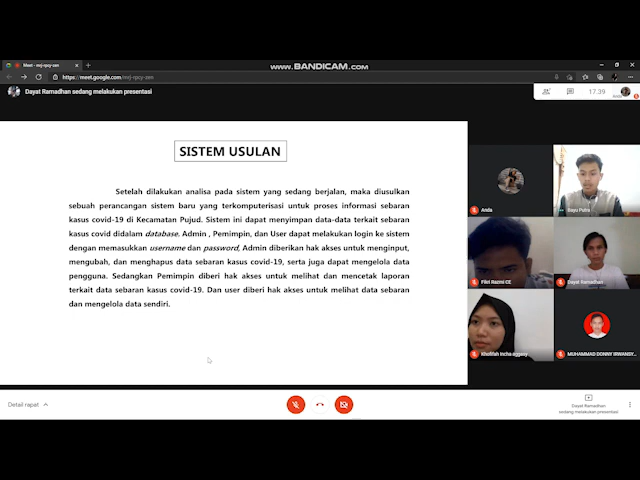 www.BANDICAM.com
Meet - mrj-rpcy-zen
https://meet.google.com/mrj-rpcy-zen
Dayat Ramadhan sedang melakukan presentasi
17.39
Anda
SISTEM USULAN
Setelah dilakukan analisa pada sistem yang sedang berjalan, maka diusulkan
sebuah perancangan sistem baru yang terkomputerisasi untuk proses informasi sebaran
kasus covid-19 di Kecamatan Pujud. Sistem ini dapat menyimpan data-data terkait sebaran
kasus covid didalam database. Admin , Pemimpin, dan User dapat melakukan login ke sistem
dengan memasukkan username dan password, Admin diberikan hak akses untuk menginput,
mengubah, dan menghapus data sebaran kasus covid-19, serta juga dapat mengelola data
pengguna. Sedangkan Pemimpin diberi hak akses untuk melihat dan mencetak laporan
terkait data sebaran kasus covid-19. Dan user diberi hak akses untuk melihat data sebaran
dan mengelola data sendiri.
Anda
Bayu Putra
Fikri Razmi CE
Dayat Ramadhan
Khofifah Incha anggasy
MUHAMMAD DONNY IRWANSY...
Detail rapat
Dayat Ramadhan
sedang melakukan presentasi